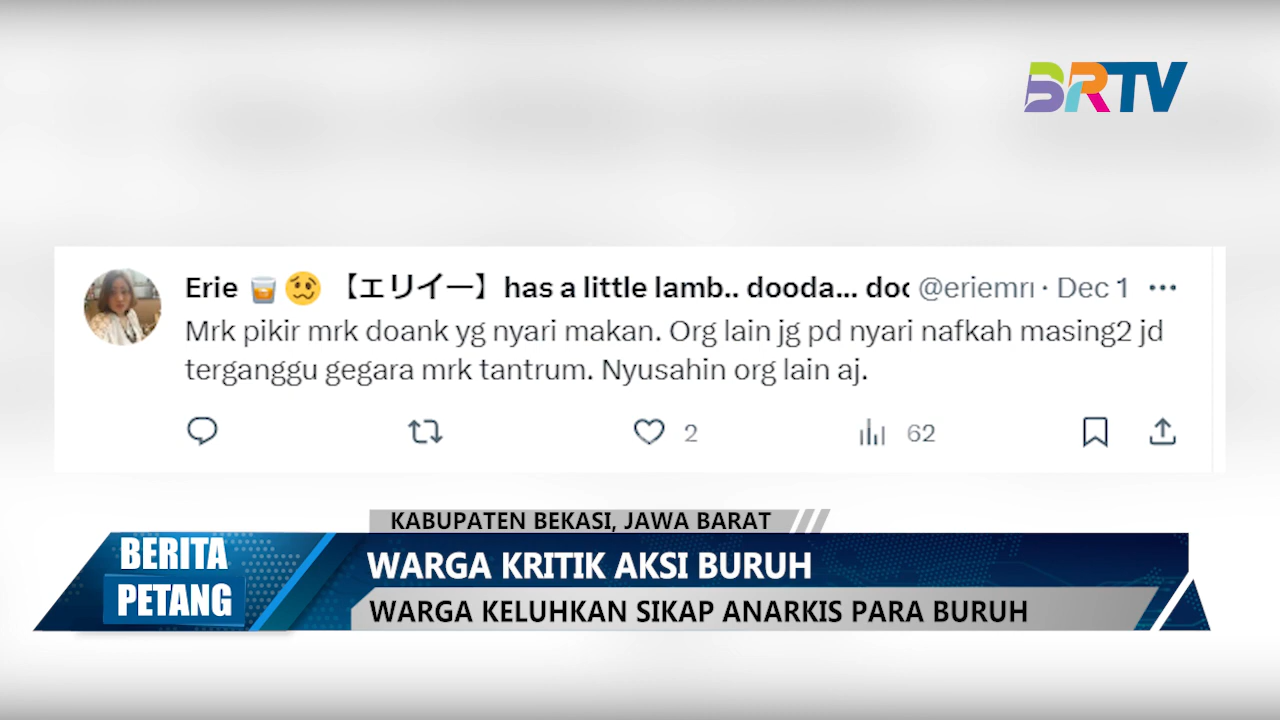 BRTV
Erie 🥃🥴 【エリイー】has a little lamb.. dooda... doo @eriemri · Dec 1 ···
Mrk pikir mrk doank yg nyari makan. Org lain jg pd nyari nafkah masing2 jd
terganggu gegara mrk tantrum. Nyusahin org lain aj.
2 62
KABUPATEN BEKASI, JAWA BARAT
BERITA
PETANG
WARGA KRITIK AKSI BURUH
WARGA KELUHKAN SIKAP ANARKIS PARA BURUH